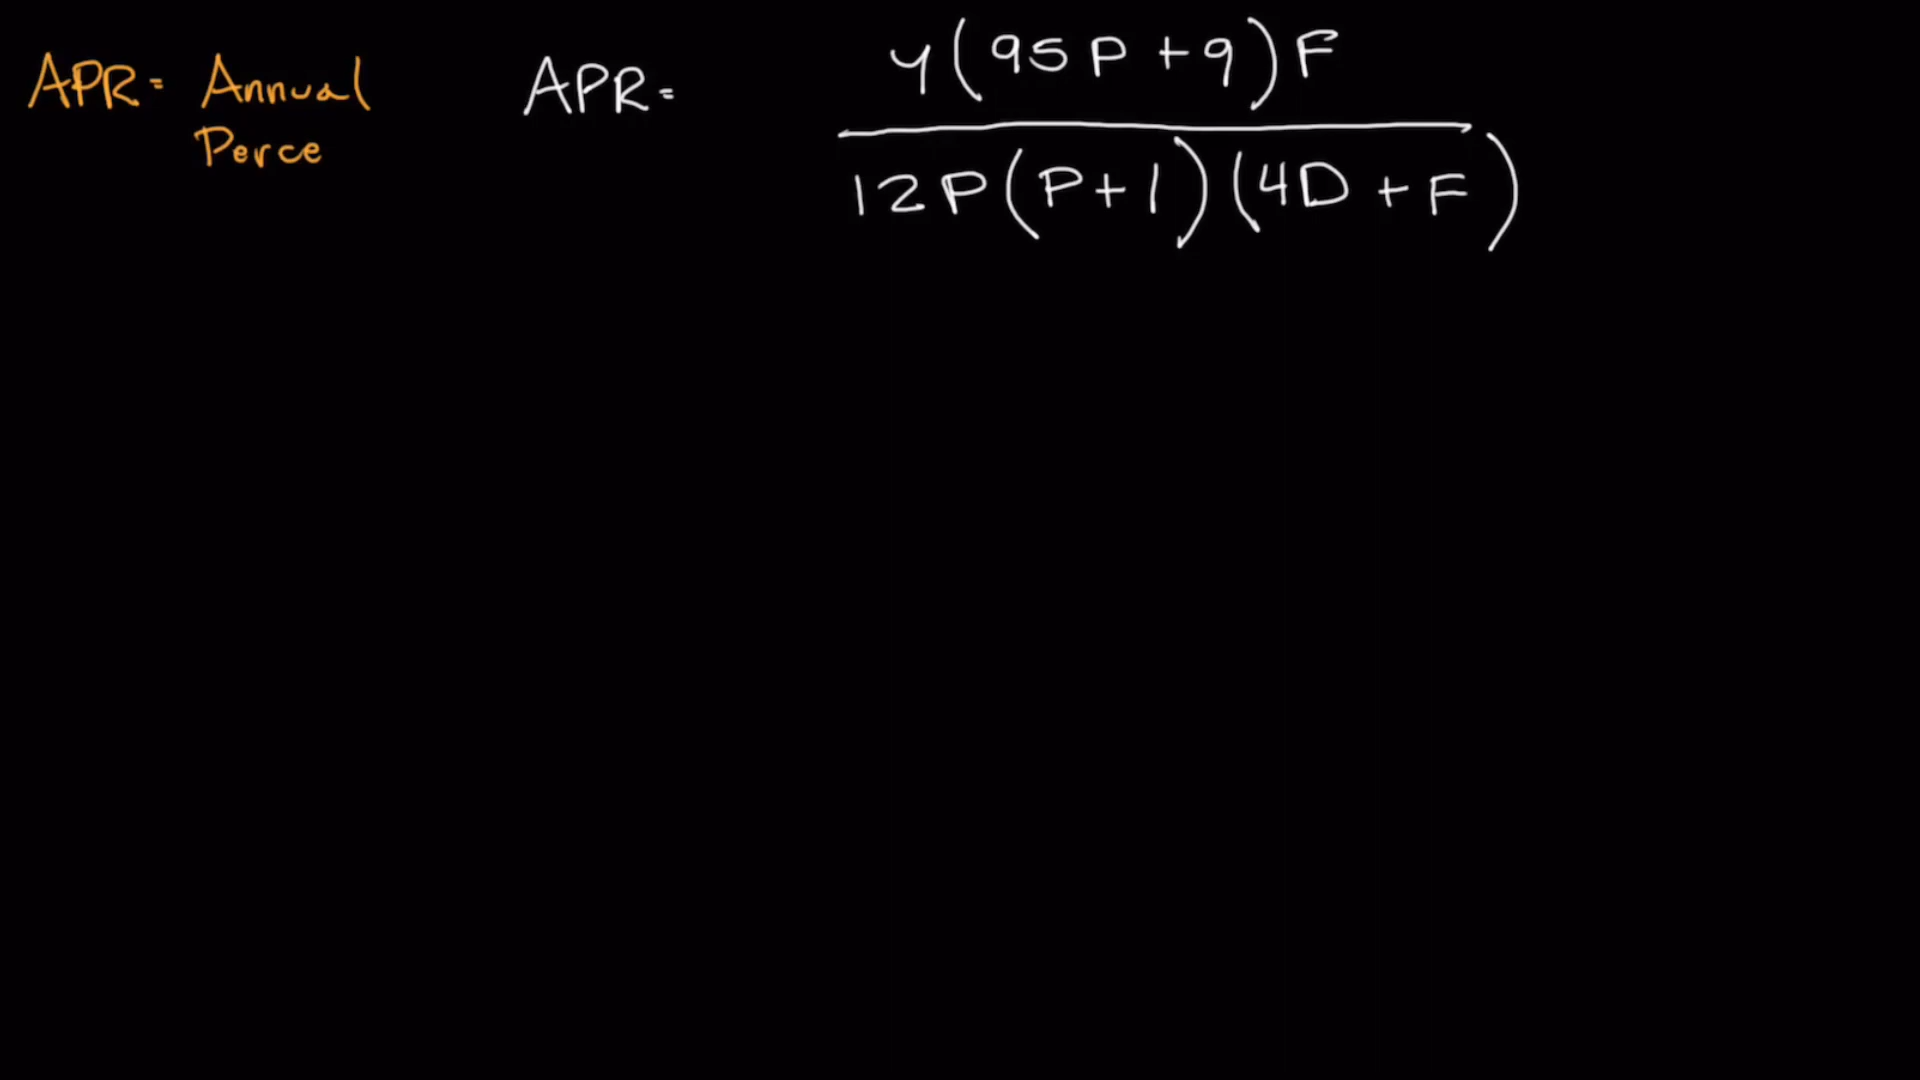 APR = Annual
Perce
APR =
Y(95P + 9)F
12P(P+1)(4D + F)